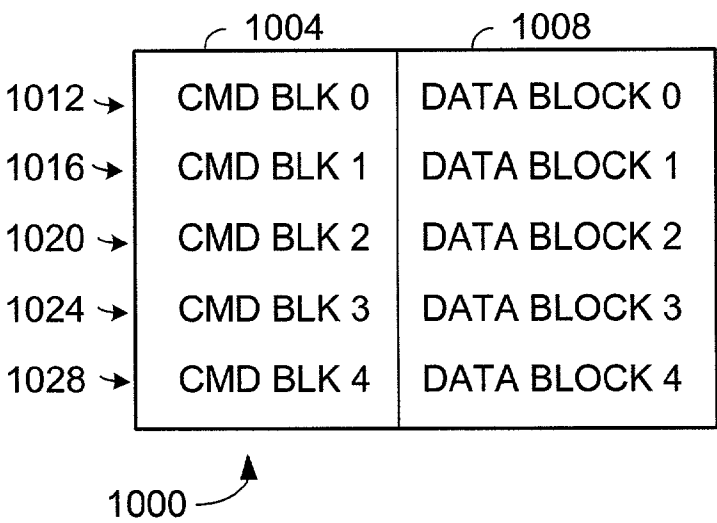 1004 1008
1012 CMD BLK 0 DATA BLOCK 0
1016 CMD BLK 1 DATA BLOCK 1
1020 CMD BLK 2 DATA BLOCK 2
1024 CMD BLK 3 DATA BLOCK 3
1028 CMD BLK 4 DATA BLOCK 4
1000